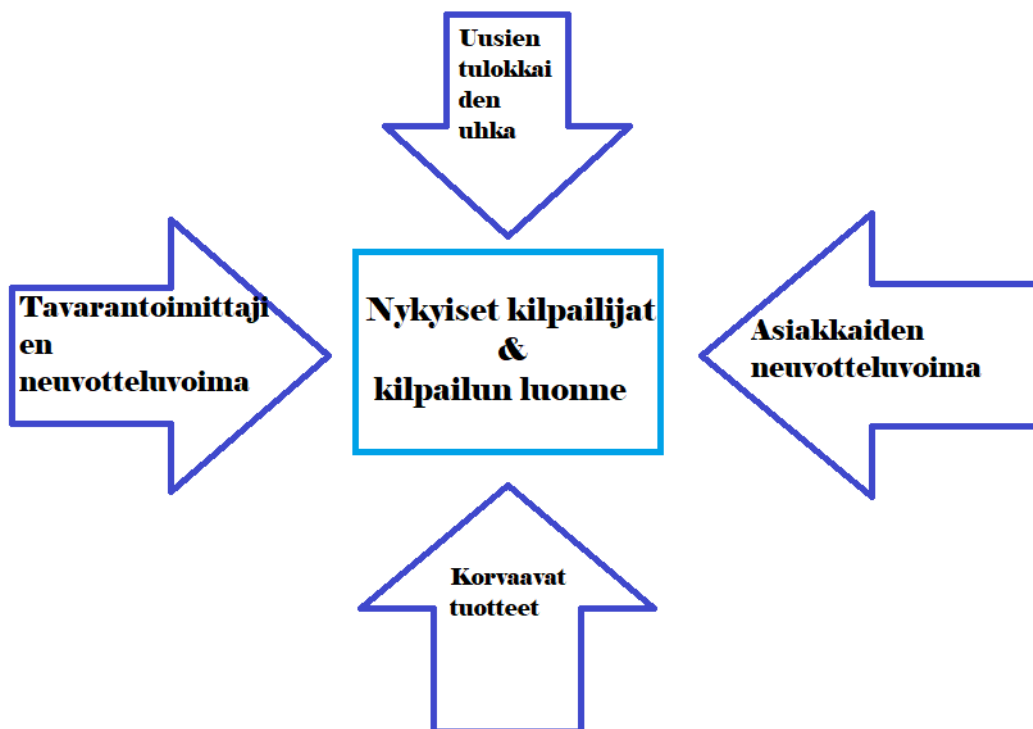 Uusien
tulokkai
den
uhka
Tavarantoimittaji
en
neuvotteluvoima
Nykyiset kilpailijat
&
kilpailun luonne
Asiakkaiden
neuvotteluvoima
Korvaavat
tuotteet